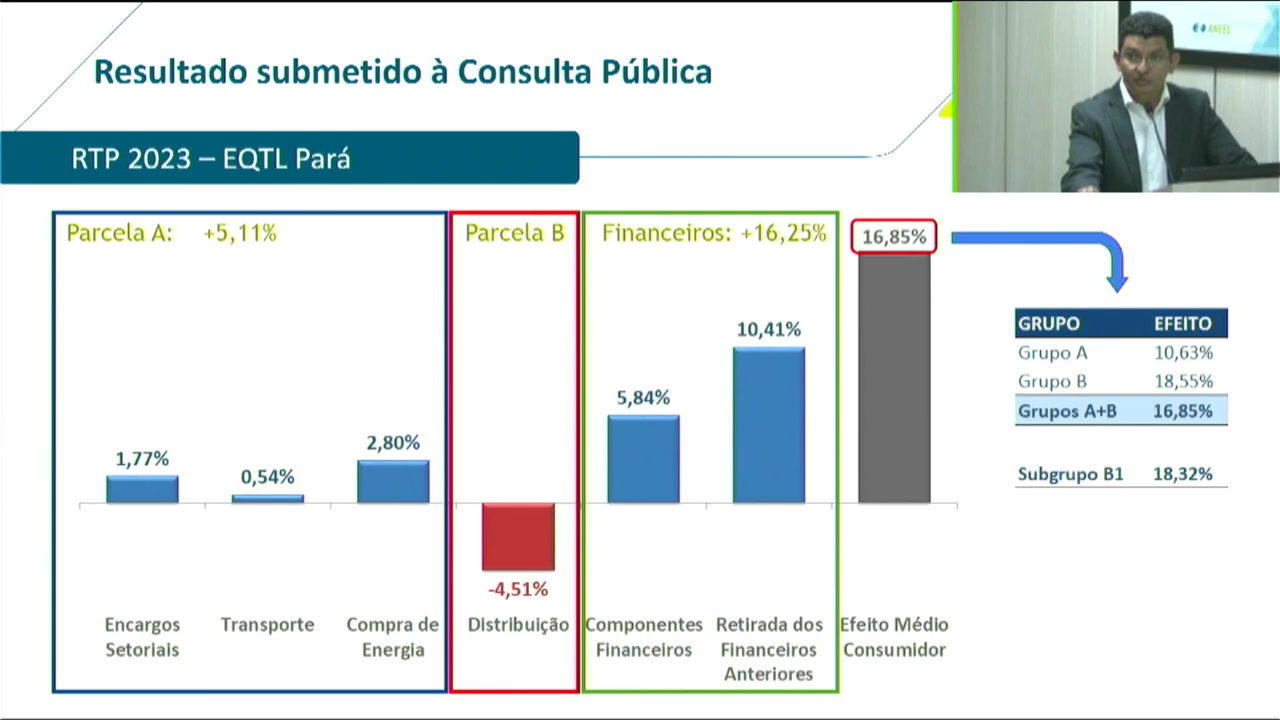 Resultado submetido à Consulta Pública
ANEEL
RTP 2023 – EQTL Pará
Parcela A: +5,11%
Parcela B
Financeiros: +16,25%
16,85%
1,77%
0,54%
2,80%
-4,51%
5,84%
10,41%
Encargos
Setoriais
Transporte
Compra de
Energia
Distribuição
Componentes
Financeiros
Retirada dos
Financeiros
Anteriores
Efeito Médio
Consumidor
GRUPO EFEITO
Grupo A 10,63%
Grupo B 18,55%
Grupos A+B 16,85%
Subgrupo B1 18,32%